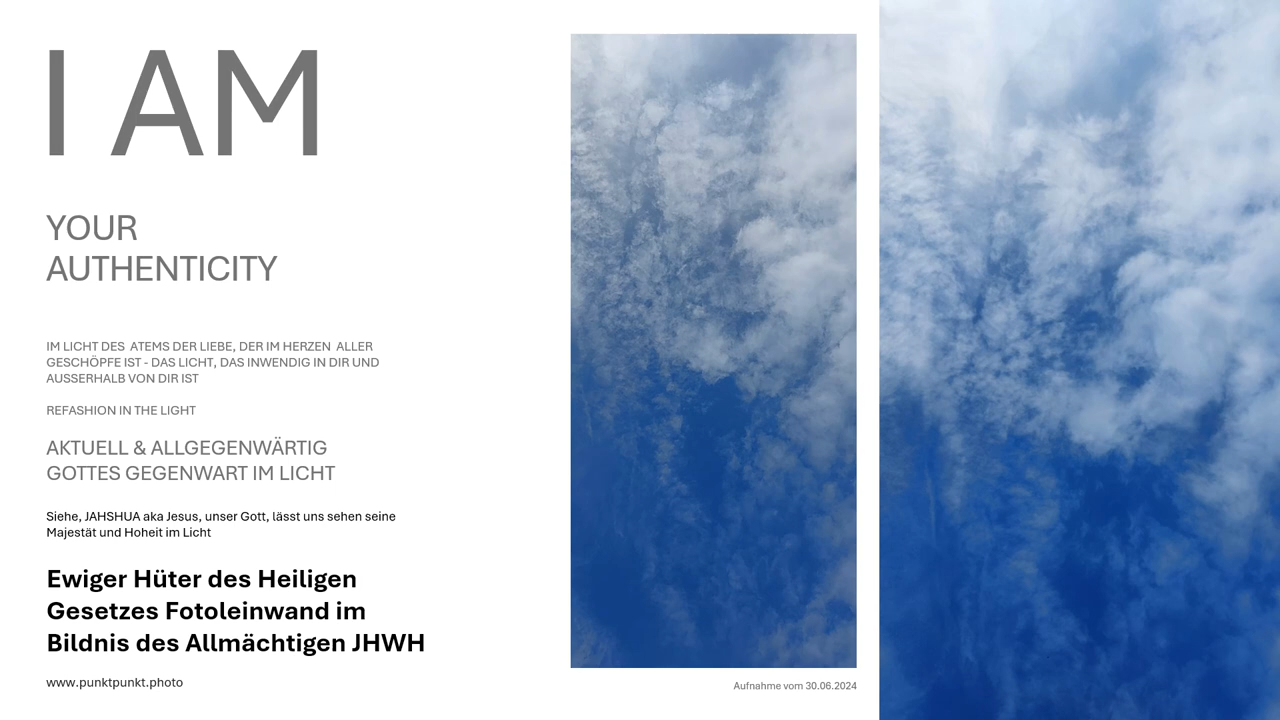 I AM
YOUR
AUTHENTICITY
IM LICHT DES ATEMS DER LIEBE, DER IM HERZEN ALLER
GESCHÖPFE IST - DAS LICHT, DAS INWENDIG IN DIR UND
AUSSERHALB VON DIR IST
REFASHION IN THE LIGHT
AKTUELL & ALLGEGENWÄRTIG
GOTTES GEGENWART IM LICHT
Siehe, JAHSHUA aka Jesus, unser Gott, lässt uns sehen seine
Majestät und Hoheit im Licht
Ewiger Hüter des Heiligen
Gesetzes Fotoleinwand im
Bildnis des Allmächtigen JHWH
www.punktpunkt.photo
Aufnahme vom 30.06.2024